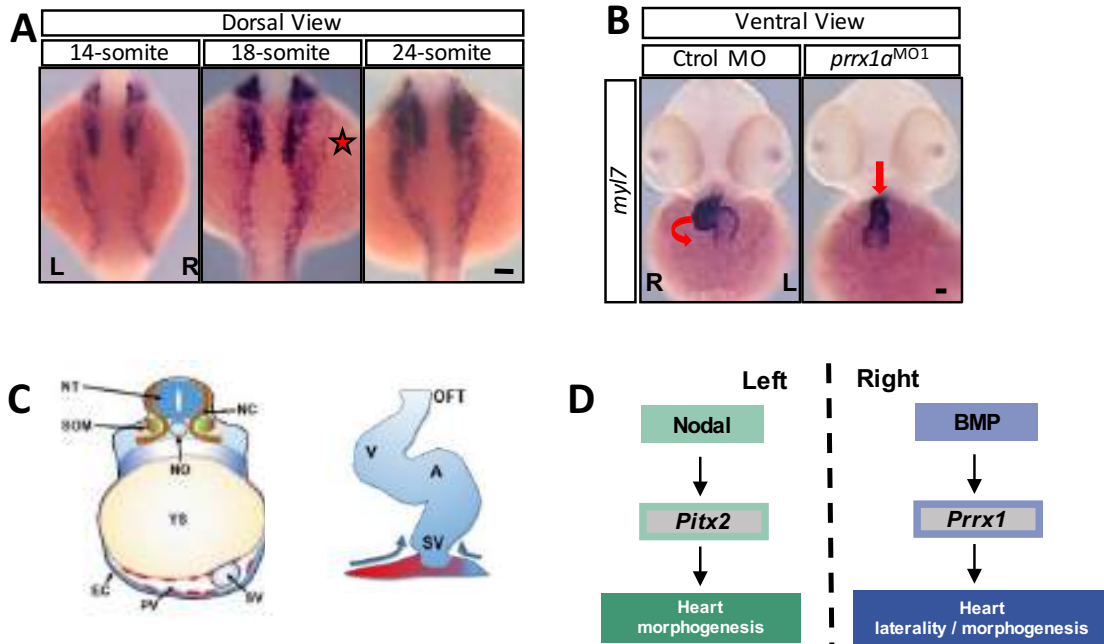 A
Dorsal View
14-somite
18-somite
24-somite
L
R
B
Ventral View
Ctrol MO
prrx1a MO1
myl7
R
L
C
NT
NC
SOM
NO
YS
EC
PV
SV
OFT
V
A
SV
D
Left
Right
Nodal
BMP
Pitx2
Prrx1
Heart
morphogenesis
Heart
laterality / morphogenesis